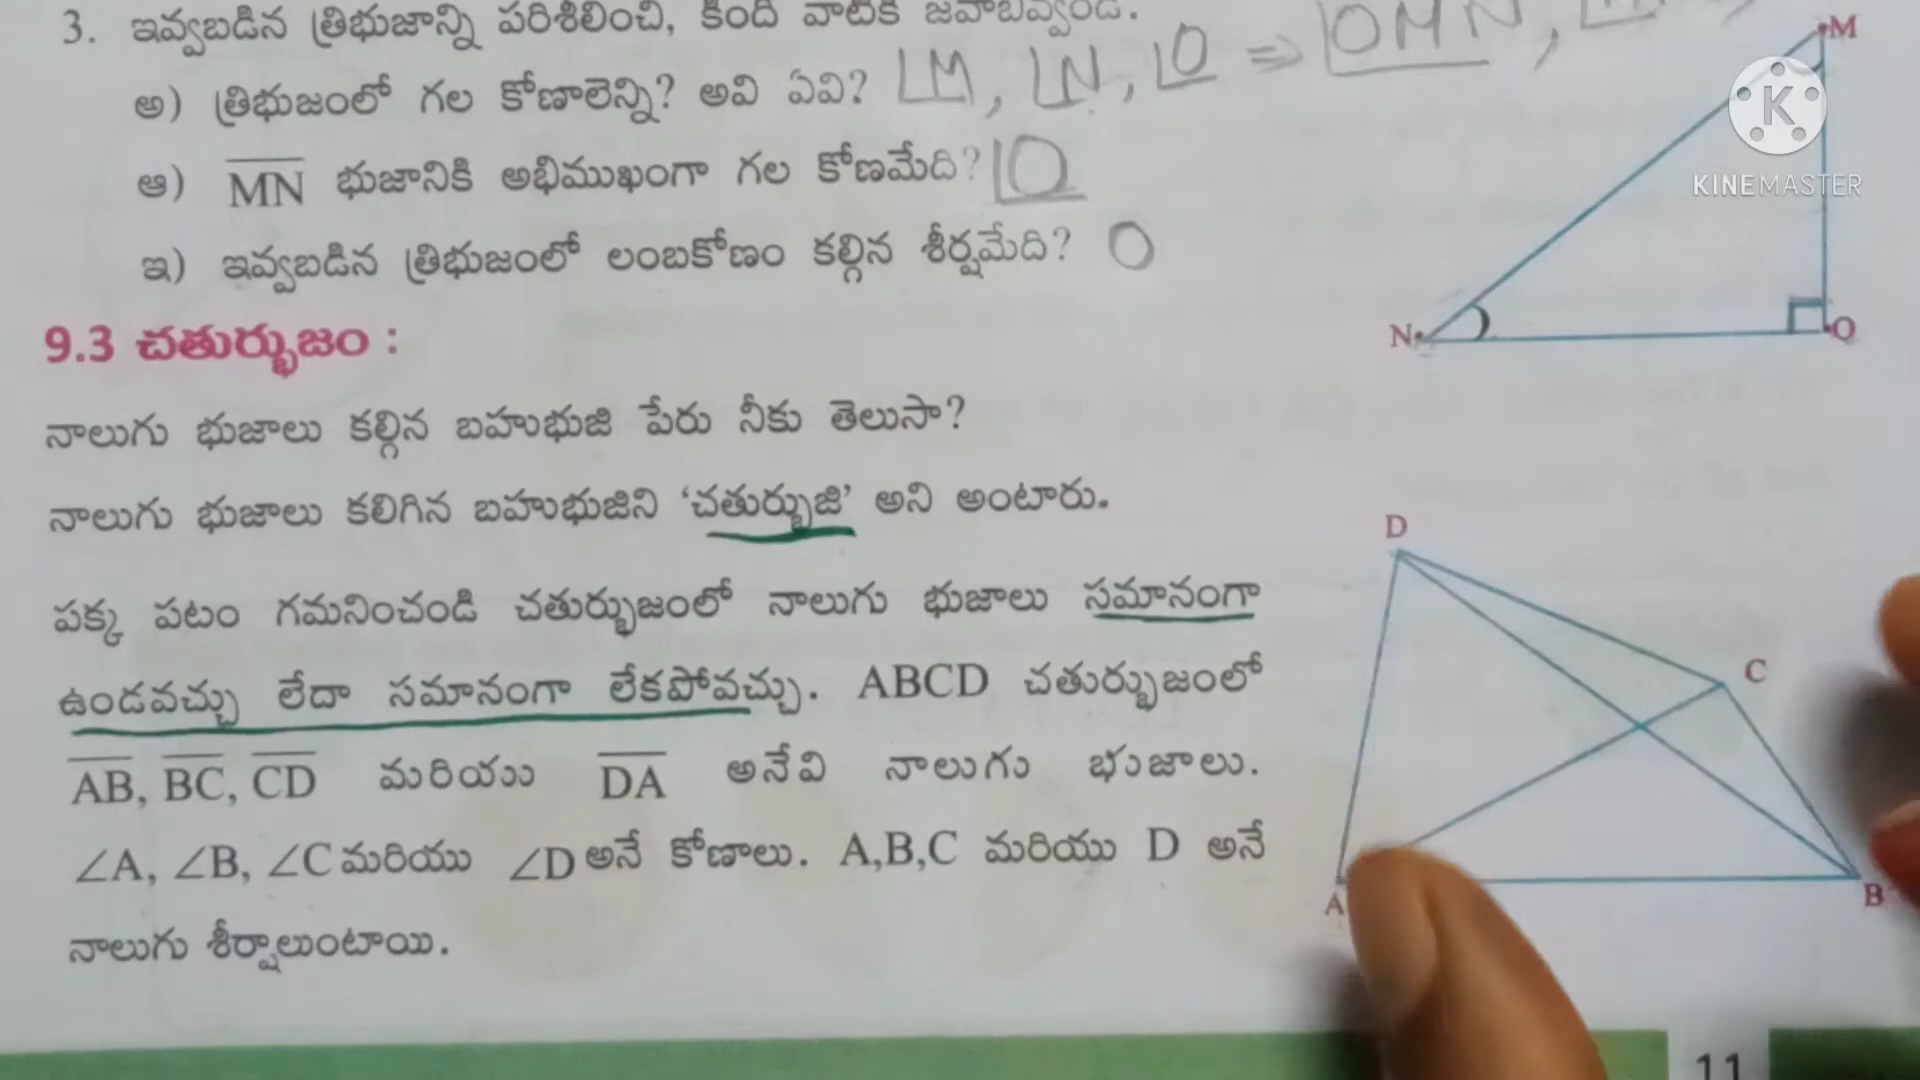 3. ఇవ్వబడిన త్రిభుజాన్ని పరిశీలించి, కింది వాటికి జవాబివ్వండి.
అ) త్రిభుజంలో గల కోణాలెన్ని? అవి ఏవి? ∠M, ∠N, ∠O ⇒ ∠OMN,
ఆ) MN భుజానికి అభిముఖంగా గల కోణమేది? ∠O
ఇ) ఇవ్వబడిన త్రిభుజంలో లంబకోణం కల్గిన శీర్షమేది? O
M
KINEMASTER
N
O
9.3 చతుర్భుజం :
నాలుగు భుజాలు కల్గిన బహుభుజి పేరు నీకు తెలుసా?
నాలుగు భుజాలు కలిగిన బహుభుజిని ‘చతుర్భుజి’ అని అంటారు.
పక్క పటం గమనించండి చతుర్భుజంలో నాలుగు భుజాలు సమానంగా
ఉండవచ్చు లేదా సమానంగా లేకపోవచ్చు. ABCD చతుర్భుజంలో
AB, BC, CD మరియు DA అనేవి నాలుగు భుజాలు.
∠A, ∠B, ∠C మరియు ∠D అనే కోణాలు. A,B,C మరియు D అనే
నాలుగు శీర్షాలుంటాయి.
D
C
A
B
11